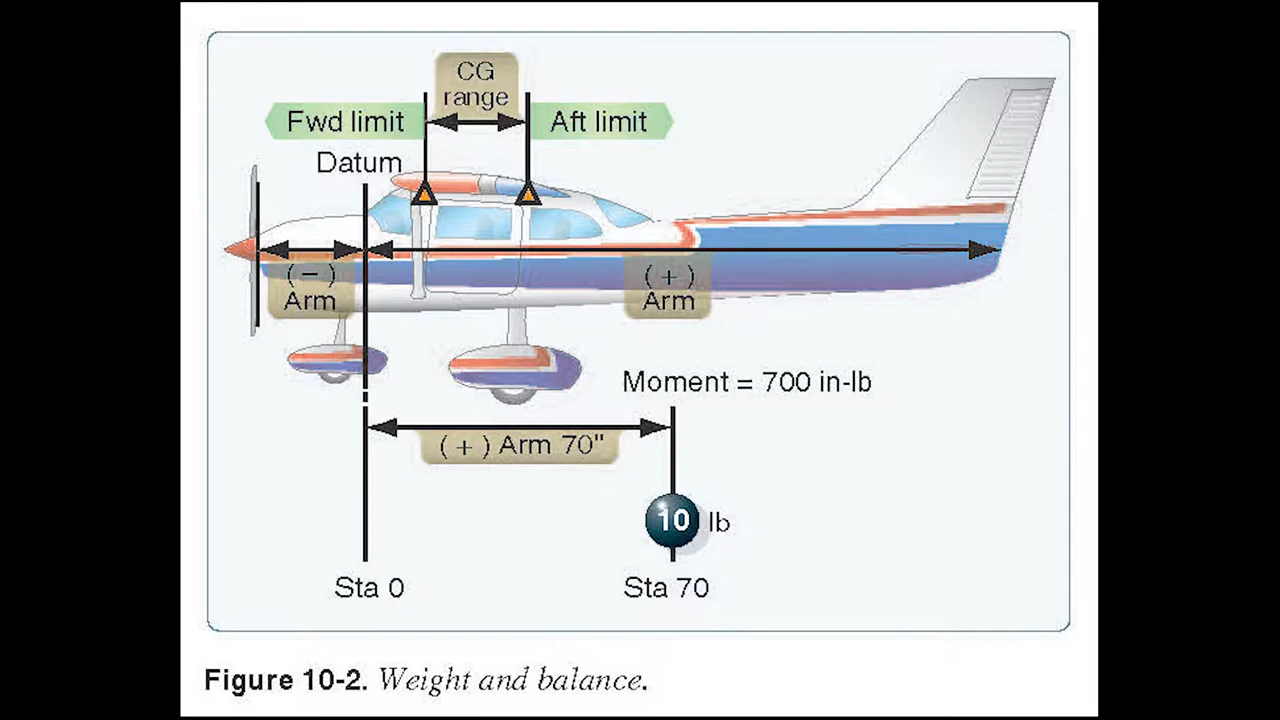 CG
range
Fwd limit
Aft limit
Datum
( − )
Arm
( + )
Arm
Moment = 700 in-lb
( + ) Arm 70"
10 lb
Sta 0
Sta 70
Figure 10-2. Weight and balance.